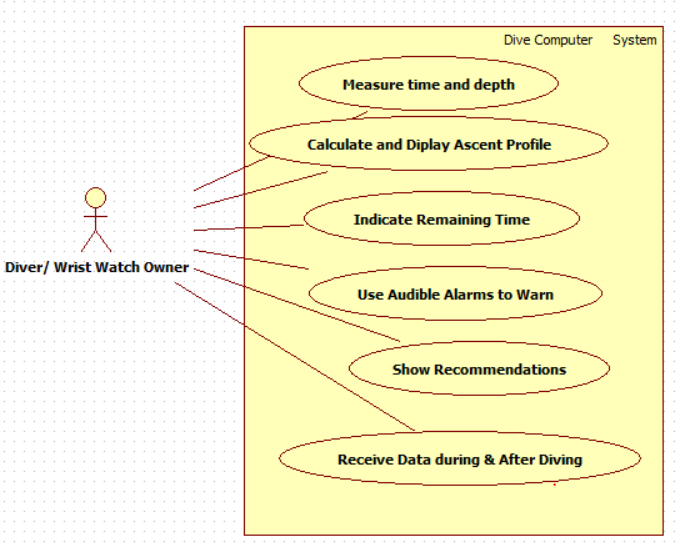 Dive Computer System
Measure time and depth
Calculate and Diplay Ascent Profile
Indicate Remaining Time
Diver/ Wrist Watch Owner
Use Audible Alarms to Warn
Show Recommendations
Receive Data during & After Diving